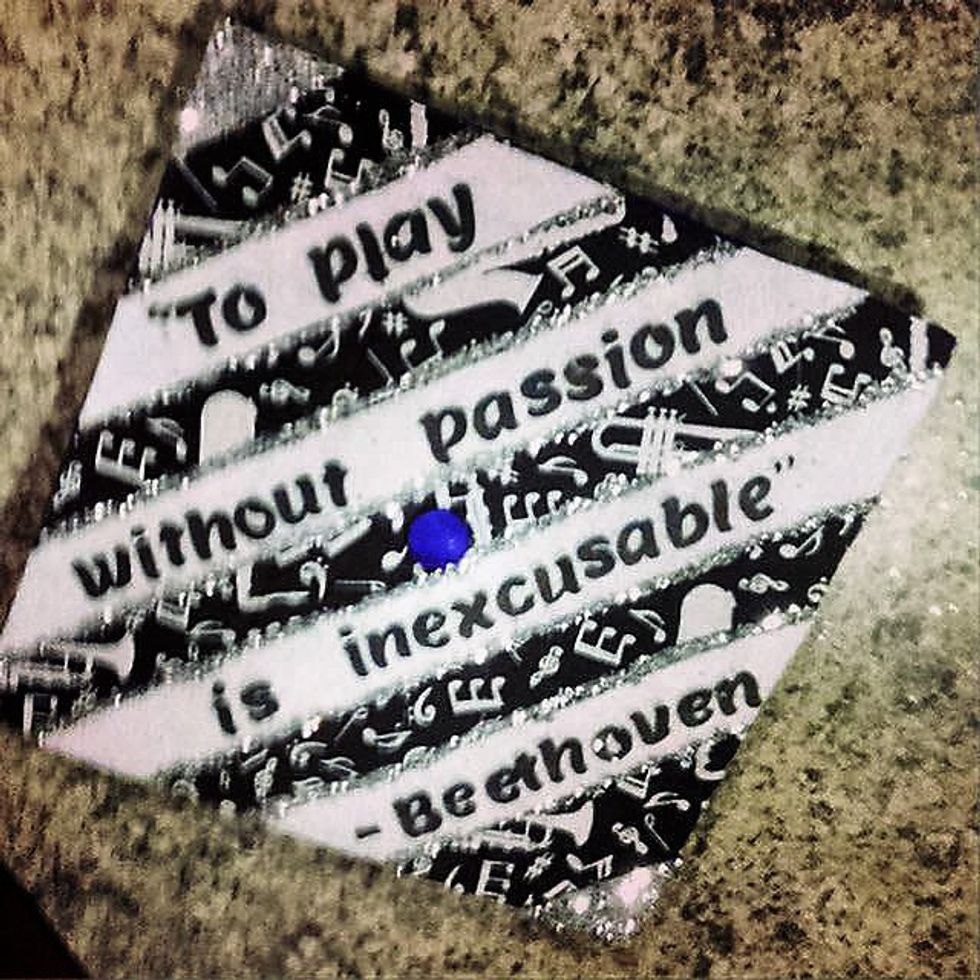 "To play
without passion
is inexcusable"
- Beethoven